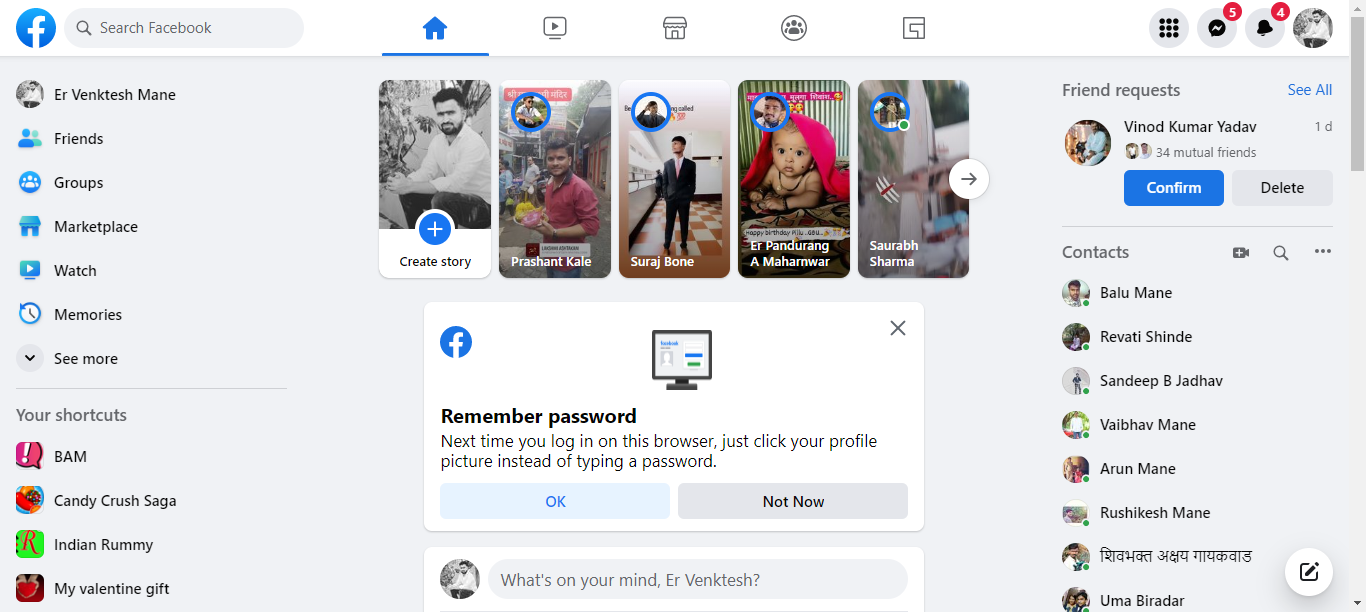 Search Facebook
5
4
Er Venktesh Mane
Friends
Groups
Marketplace
Watch
Memories
See more
Your shortcuts
BAM
Candy Crush Saga
Indian Rummy
My valentine gift
Create story
Prashant Kale
Suraj Bone
Er Pandurang
A Maharnwar
Saurabh
Sharma
Remember password
Next time you log in on this browser, just click your profile
picture instead of typing a password.
OK
Not Now
What's on your mind, Er Venktesh?
Friend requests
See All
Vinod Kumar Yadav
1 d
34 mutual friends
Confirm
Delete
Contacts
Balu Mane
Revati Shinde
Sandeep B Jadhav
Vaibhav Mane
Arun Mane
Rushikesh Mane
शिवभक्त अक्षय गायकवाड
Uma Biradar